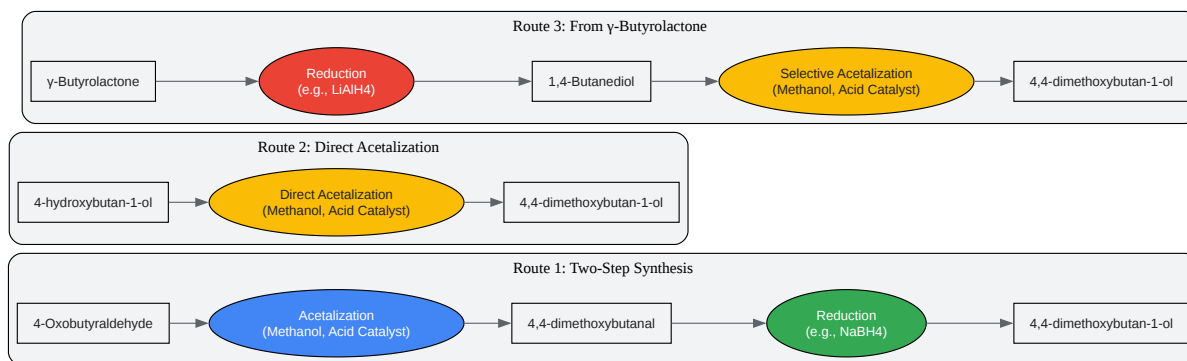 Route 3: From γ-Butyrolactone
γ-Butyrolactone
Reduction
(e.g., LiAlH4)
1,4-Butanediol
Selective Acetalization
(Methanol, Acid Catalyst)
4,4-dimethoxybutan-1-ol
Route 2: Direct Acetalization
4-hydroxybutan-1-ol
Direct Acetalization
(Methanol, Acid Catalyst)
4,4-dimethoxybutan-1-ol
Route 1: Two-Step Synthesis
4-Oxobutyraldehyde
Acetalization
(Methanol, Acid Catalyst)
4,4-dimethoxybutanal
Reduction
(e.g., NaBH4)
4,4-dimethoxybutan-1-ol